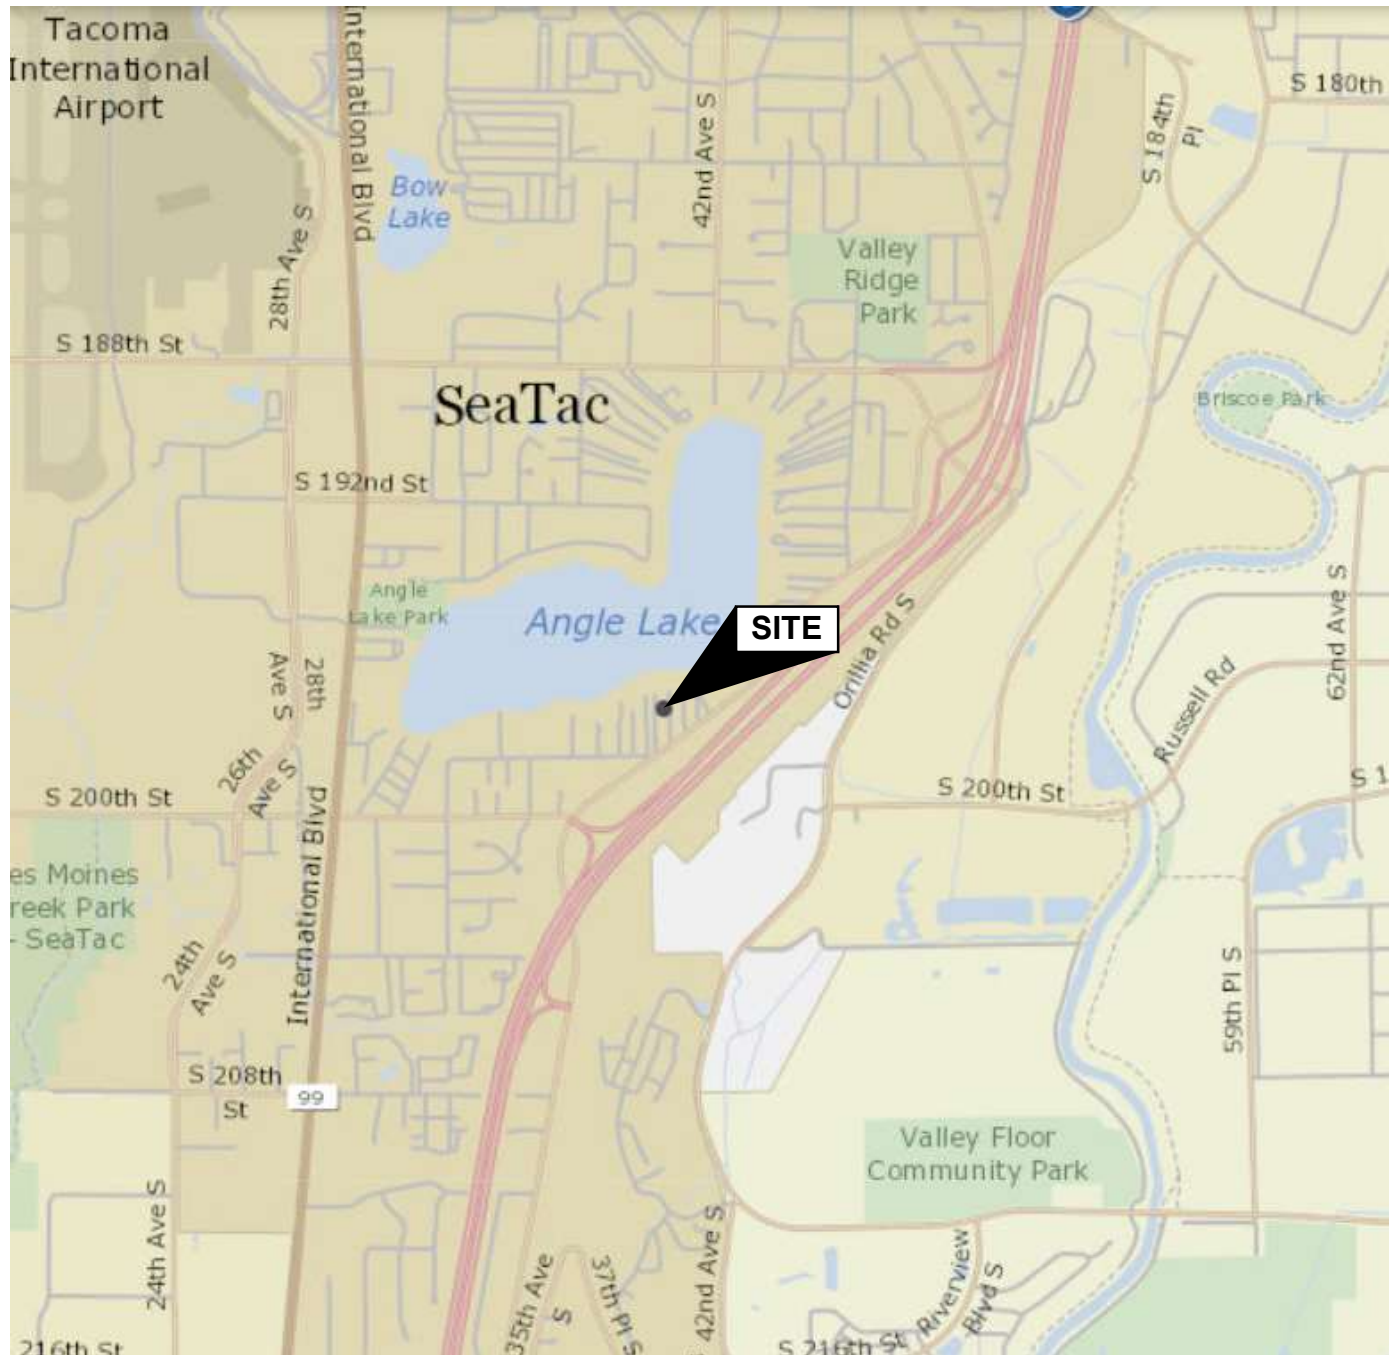 Tacoma
International
Airport
International Blvd
Bow
Lake
28th Ave S
42nd Ave S
Valley
Ridge
Park
S 184th
Pl
S 180th
S 188th St
SeaTac
S 192nd St
Briscoe Park
Angle
Lake Park
Angle Lake
SITE
Orillia Rd S
62nd Ave S
Russell Rd
28th
Ave S
26th
Ave S
S 200th St
S 200th St
S 1
International Blvd
es Moines
reek Park
- SeaTac
24th
Ave S
59th Pl S
S 208th
St
99
Valley Floor
Community Park
24th Ave S
35th Ave
S
37th Pl S
42nd Ave S
Riverview
Blvd S
216th St
S 216th St